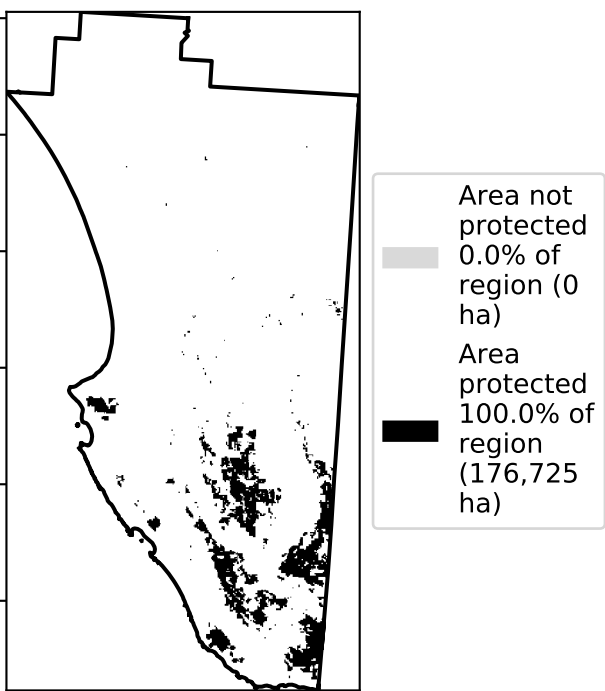 Area not
protected
0.0% of
region (0
ha)
Area
protected
100.0% of
region
(176,725
ha)